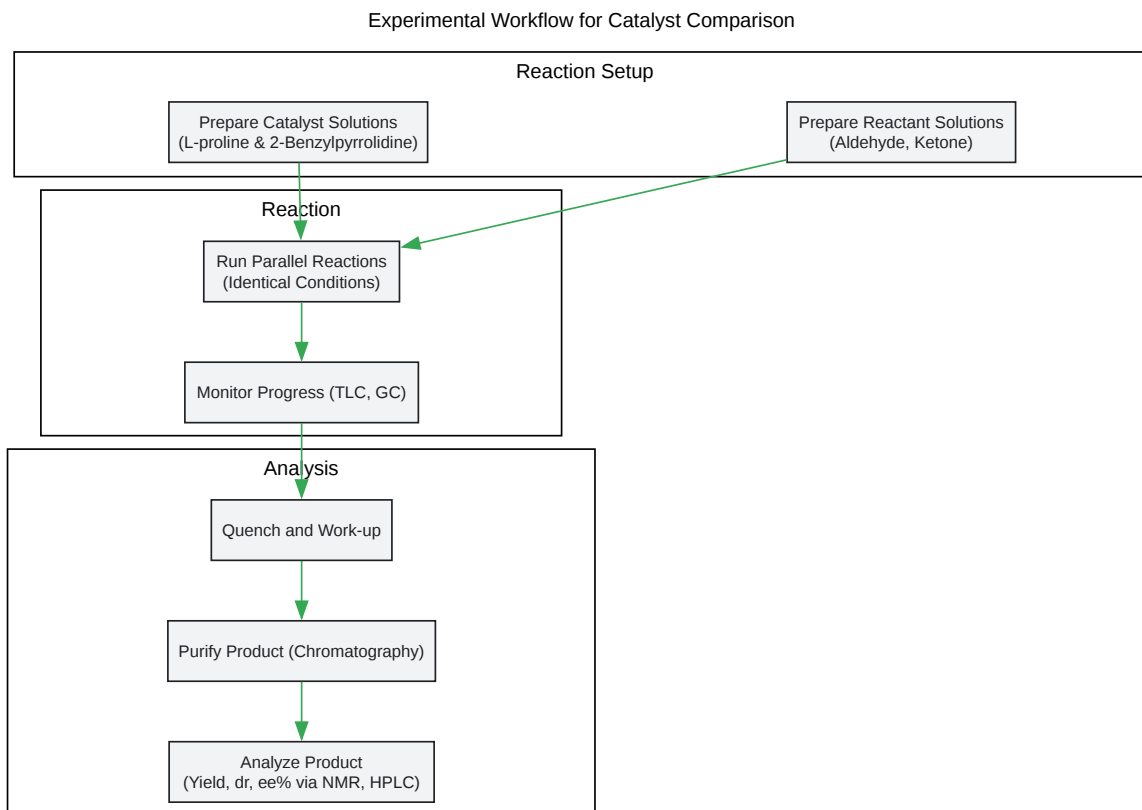 Experimental Workflow for Catalyst Comparison
Reaction Setup
Prepare Catalyst Solutions
(L-proline & 2-Benzylpyrrolidine)
Prepare Reactant Solutions
(Aldehyde, Ketone)
Reaction
Run Parallel Reactions
(Identical Conditions)
Monitor Progress (TLC, GC)
Analysis
Quench and Work-up
Purify Product (Chromatography)
Analyze Product
(Yield, dr, ee% via NMR, HPLC)